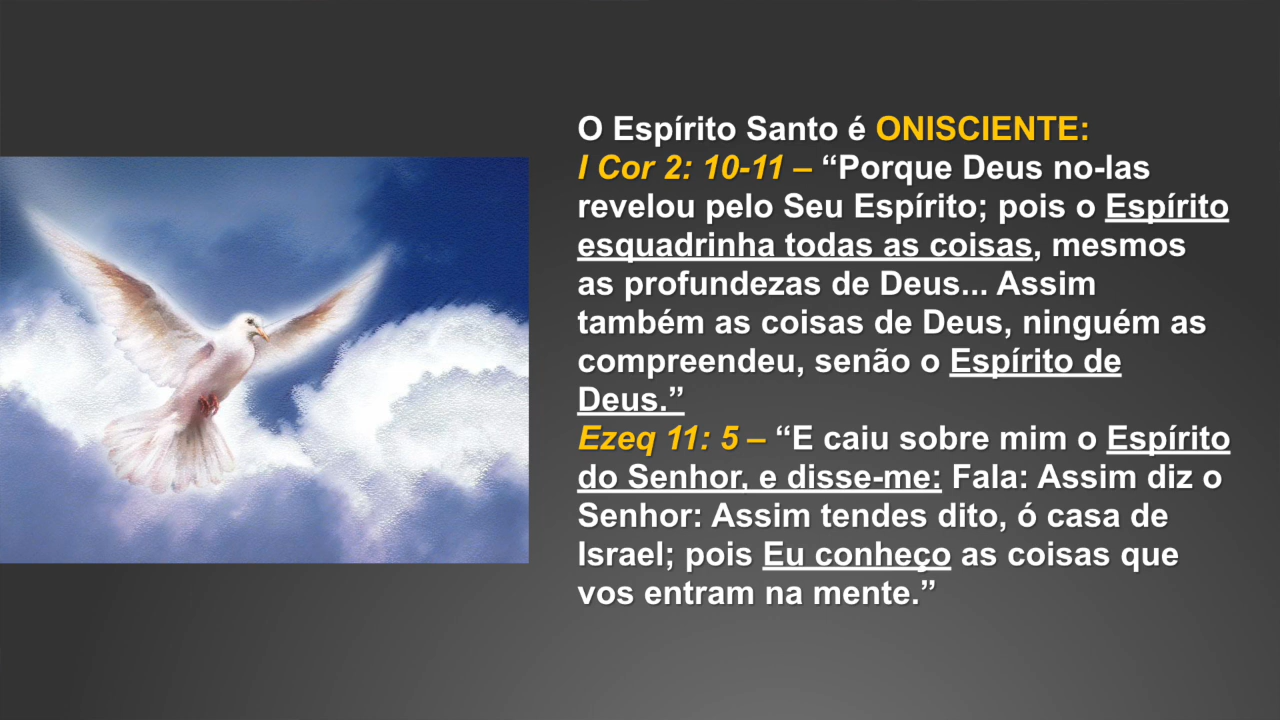 O Espírito Santo é ONISCIENTE:
I Cor 2: 10-11 – “Porque Deus no-las
revelou pelo Seu Espírito; pois o Espírito
esquadrinha todas as coisas, mesmos
as profundezas de Deus... Assim
também as coisas de Deus, ninguém as
compreendeu, senão o Espírito de
Deus.”
Ezeq 11: 5 – “E caiu sobre mim o Espírito
do Senhor, e disse-me: Fala: Assim diz o
Senhor: Assim tendes dito, ó casa de
Israel; pois Eu conheço as coisas que
vos entram na mente.”